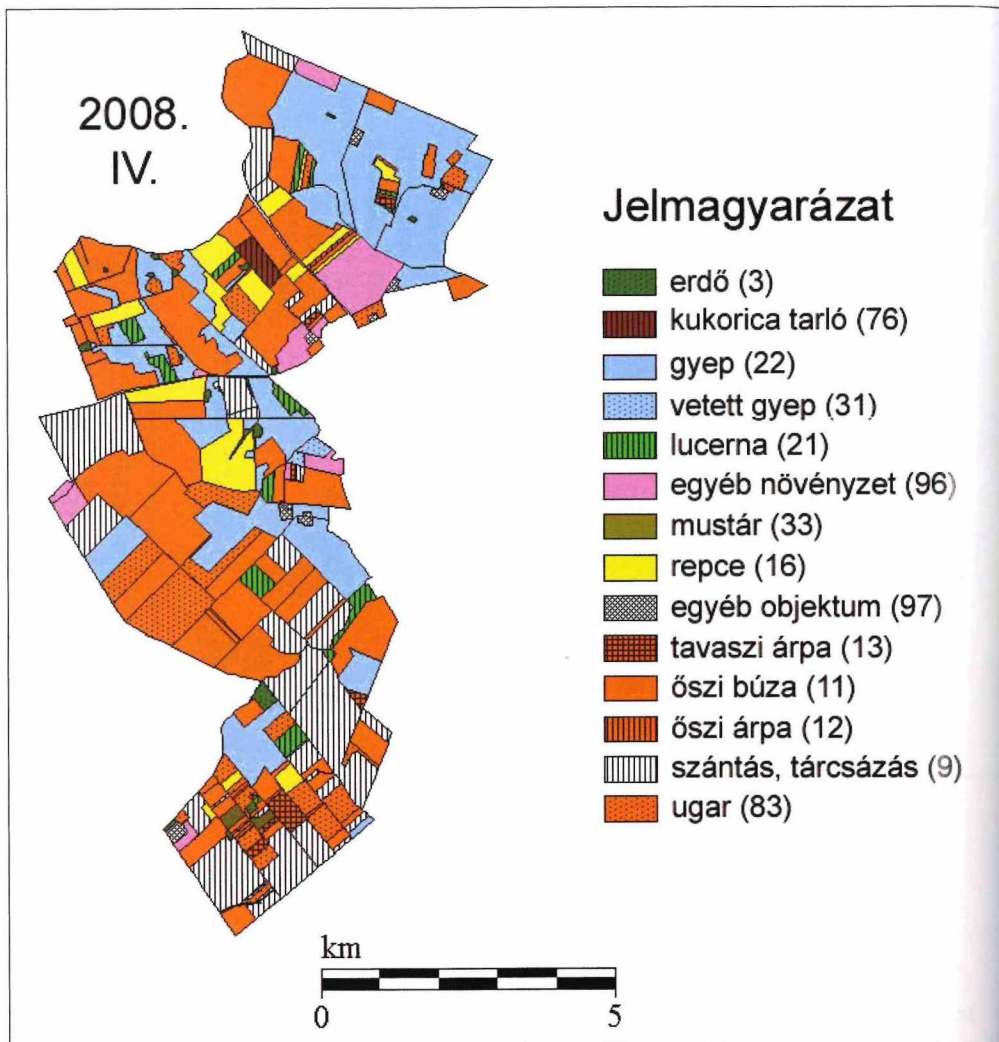 2008.
IV.
Jelmagyarázat
erdő (3)
kukorica tarló (76)
gyep (22)
vetett gyep (31)
lucerna (21)
egyéb növényzet (96)
mustár (33)
repce (16)
egyéb objektum (97)
tavaszi árpa (13)
őszi búza (11)
őszi árpa (12)
szántás, tárcsázás (9)
ugar (83)
km
0 5